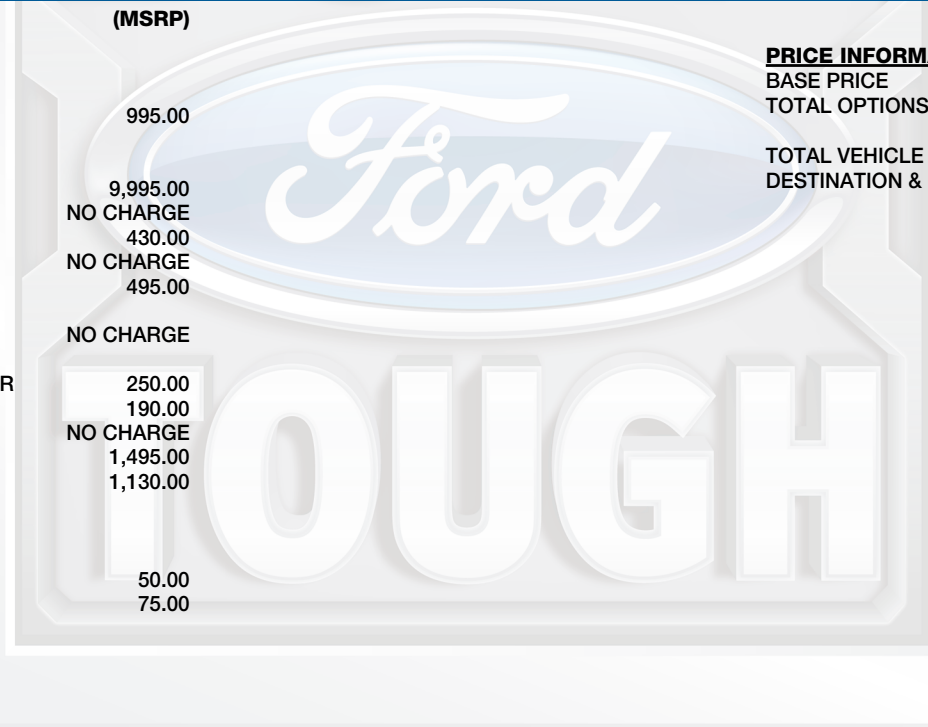 (MSRP)
995.00
9,995.00
NO CHARGE
430.00
NO CHARGE
495.00
NO CHARGE
R 250.00
190.00
NO CHARGE
1,495.00
1,130.00
50.00
75.00
PRICE INFORM
BASE PRICE
TOTAL OPTIONS
TOTAL VEHICLE
DESTINATION &
Ford
TOUGH